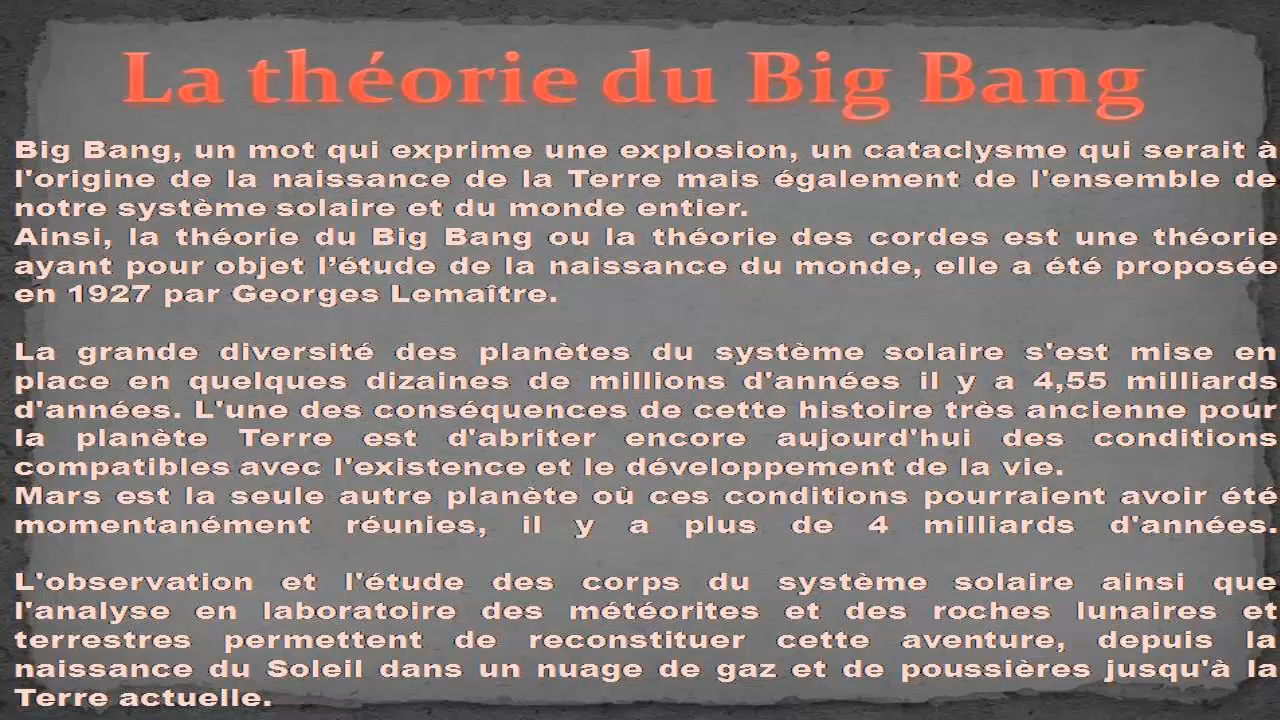 La théorie du Big Bang
Big Bang, un mot qui exprime une explosion, un cataclysme qui serait à
l'origine de la naissance de la Terre mais également de l'ensemble de
notre système solaire et du monde entier.
Ainsi, la théorie du Big Bang ou la théorie des cordes est une théorie
ayant pour objet l’étude de la naissance du monde, elle a été proposée
en 1927 par Georges Lemaître.
La grande diversité des planètes du système solaire s'est mise en
place en quelques dizaines de millions d'années il y a 4,55 milliards
d'années. L'une des conséquences de cette histoire très ancienne pour
la planète Terre est d'abriter encore aujourd'hui des conditions
compatibles avec l'existence et le développement de la vie.
Mars est la seule autre planète où ces conditions pourraient avoir été
momentanément réunies, il y a plus de 4 milliards d'années.
L'observation et l'étude des corps du système solaire ainsi que
l'analyse en laboratoire des météorites et des roches lunaires et
terrestres permettent de reconstituer cette aventure, depuis la
naissance du Soleil dans un nuage de gaz et de poussières jusqu'à la
Terre actuelle.